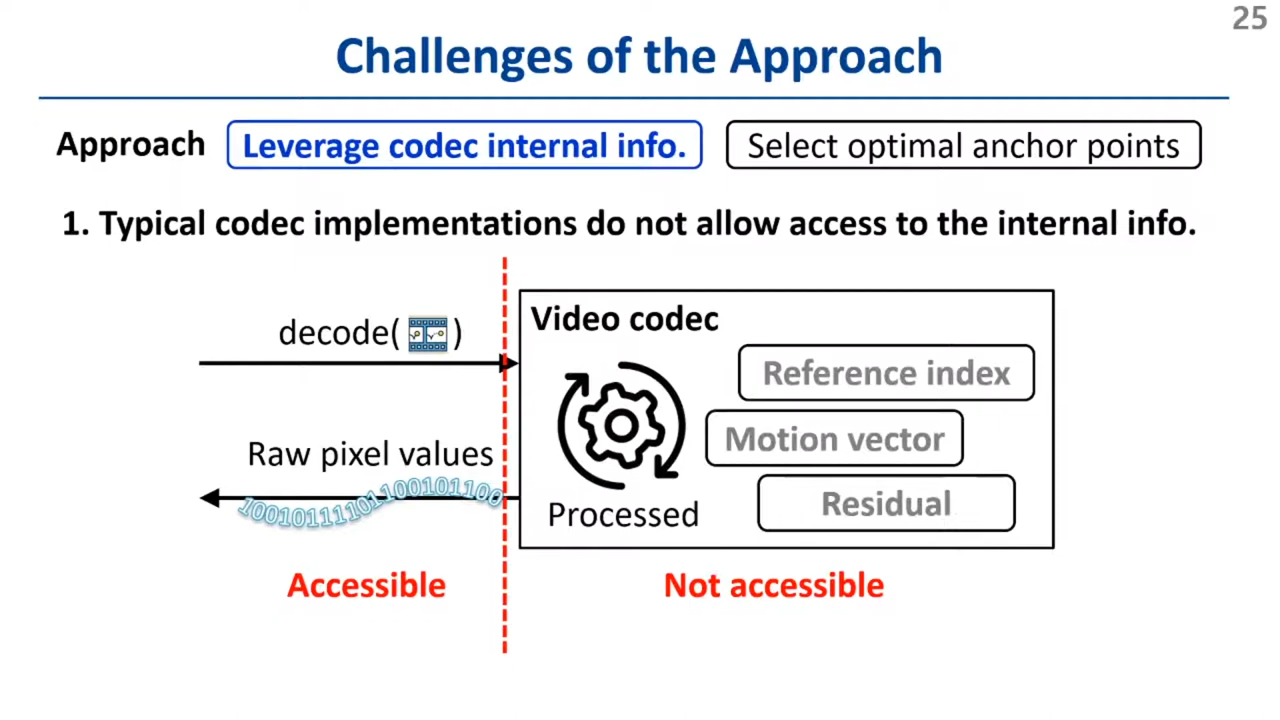 25
Challenges of the Approach
Approach
Leverage codec internal info.
Select optimal anchor points
1. Typical codec implementations do not allow access to the internal info.
decode( )
Video codec
Reference index
Motion vector
Residual
Raw pixel values
100101111011100101100
Processed
Accessible
Not accessible